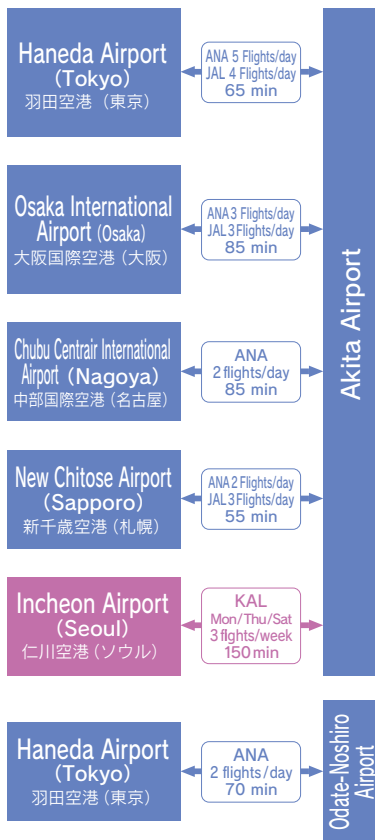 Haneda Airport
(Tokyo)
羽田空港（東京）
ANA 5 Flights/day
JAL 4 Flights/day
65 min
Osaka International
Airport (Osaka)
大阪国際空港（大阪）
ANA 3 Flights/day
JAL 3 Flights/day
85 min
Chubu Centrair International
Airport (Nagoya)
中部国際空港（名古屋）
ANA
2 flights/day
85 min
New Chitose Airport
(Sapporo)
新千歳空港（札幌）
ANA 2 Flights/day
JAL 3 Flights/day
55 min
Incheon Airport
(Seoul)
仁川空港（ソウル）
KAL
Mon/Thu/Sat
3 flghts/week
150 min
Akita Airport
Haneda Airport
(Tokyo)
羽田空港（東京）
ANA
2 flights/day
70 min
Odate-Noshiro
Airport